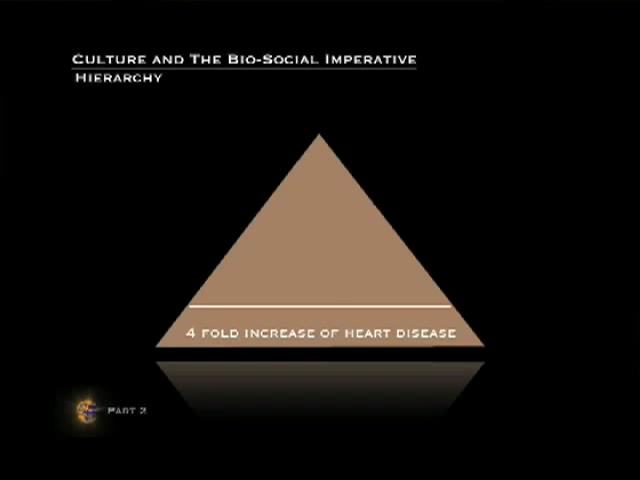 Culture and The Bio-Social Imperative
Hierarchy
4 fold increase of heart disease
Part 2